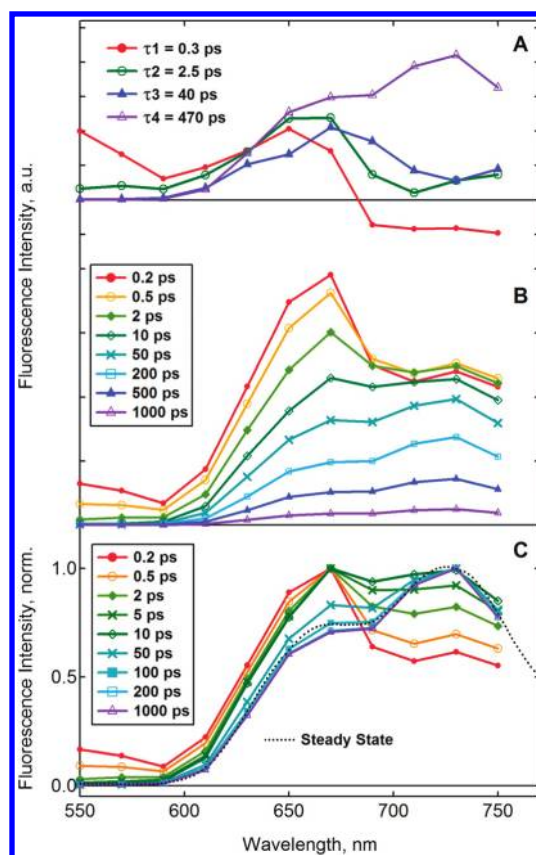 A
τ1 = 0.3 ps
τ2 = 2.5 ps
τ3 = 40 ps
τ4 = 470 ps
Fluorescence Intensity, a.u.
B
0.2 ps
0.5 ps
2 ps
10 ps
50 ps
200 ps
500 ps
1000 ps
C
Fluorescence Intensity, norm.
1.0
0.5
0.0
0.2 ps
0.5 ps
2 ps
5 ps
10 ps
50 ps
100 ps
200 ps
1000 ps
Steady State
550 600 650 700 750
Wavelength, nm